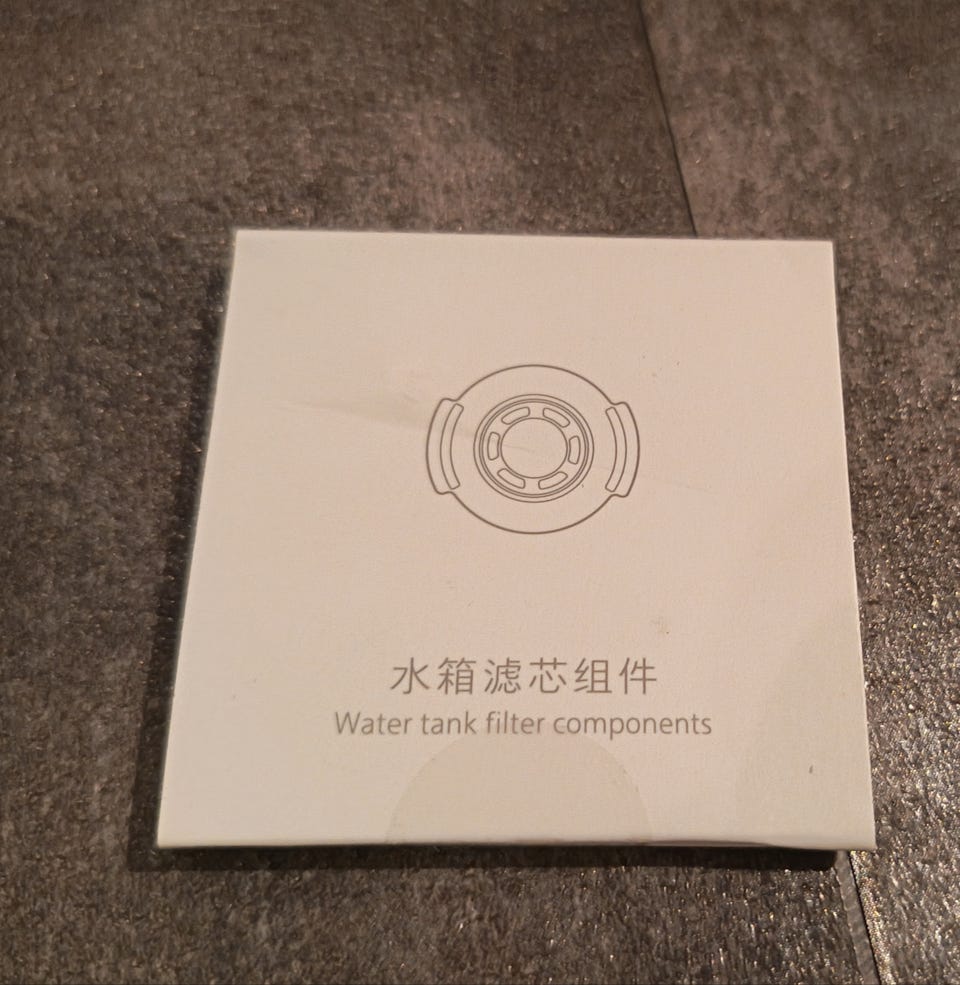 水箱滤芯组件
Water tank filter components